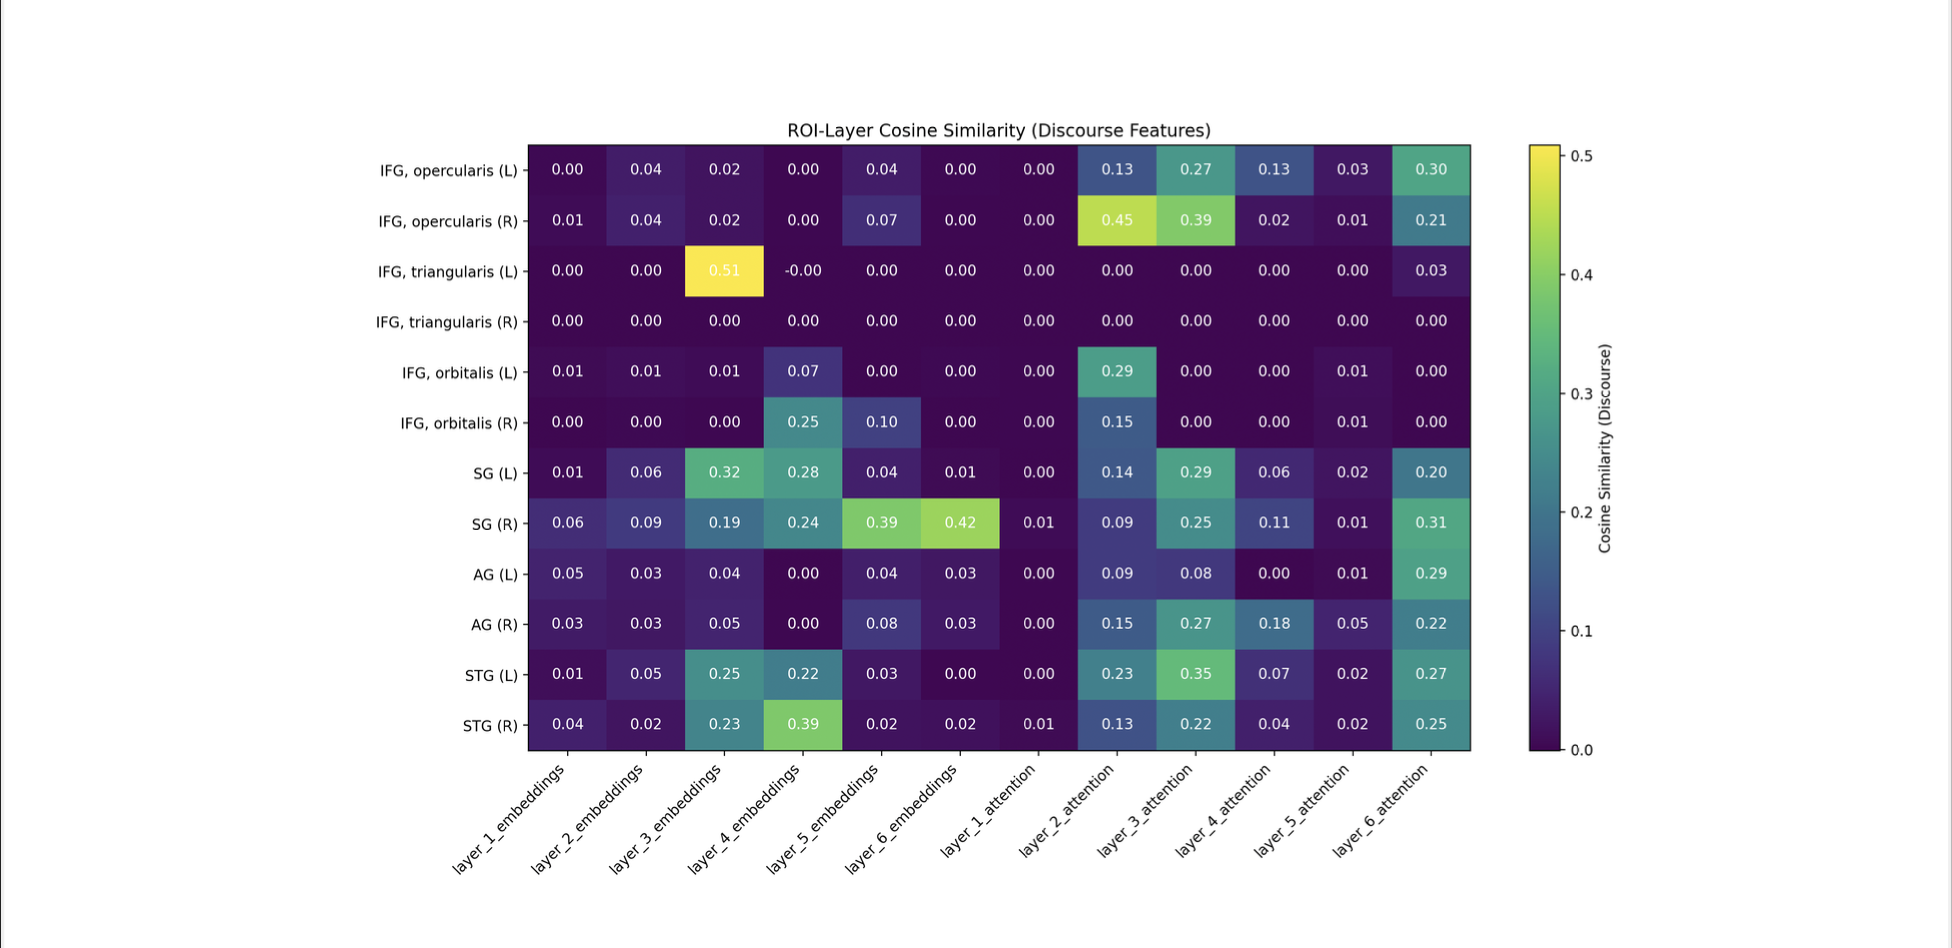 ROI-Layer Cosine Similarity (Discourse Features)
IFG, opercularis (L) 0.00 0.04 0.02 0.00 0.04 0.00 0.00 0.13 0.27 0.13 0.03 0.30
IFG, opercularis (R) 0.01 0.04 0.02 0.00 0.07 0.00 0.00 0.45 0.39 0.02 0.01 0.21
IFG, triangularis (L) 0.00 0.00 0.51 -0.00 0.00 0.00 0.00 0.00 0.00 0.00 0.00 0.03
IFG, triangularis (R) 0.00 0.00 0.00 0.00 0.00 0.00 0.00 0.00 0.00 0.00 0.00 0.00
IFG, orbitalis (L) 0.01 0.01 0.01 0.07 0.00 0.00 0.00 0.29 0.00 0.00 0.01 0.00
IFG, orbitalis (R) 0.00 0.00 0.00 0.25 0.10 0.00 0.00 0.15 0.00 0.00 0.01 0.00
SG (L) 0.01 0.06 0.32 0.28 0.04 0.01 0.00 0.14 0.29 0.06 0.02 0.20
SG (R) 0.06 0.09 0.19 0.24 0.39 0.42 0.01 0.09 0.25 0.11 0.01 0.31
AG (L) 0.05 0.03 0.04 0.00 0.04 0.03 0.00 0.09 0.08 0.00 0.01 0.29
AG (R) 0.03 0.03 0.05 0.00 0.08 0.03 0.00 0.15 0.27 0.18 0.05 0.22
STG (L) 0.01 0.05 0.25 0.22 0.03 0.00 0.00 0.23 0.35 0.07 0.02 0.27
STG (R) 0.04 0.02 0.23 0.39 0.02 0.02 0.01 0.13 0.22 0.04 0.02 0.25
layer_1_embeddings
layer_2_embeddings
layer_3_embeddings
layer_4_embeddings
layer_5_embeddings
layer_6_embeddings
layer_1_attention
layer_2_attention
layer_3_attention
layer_4_attention
layer_5_attention
layer_6_attention
0.5
0.4
0.3
0.2
0.1
0.0
Cosine Similarity (Discourse)